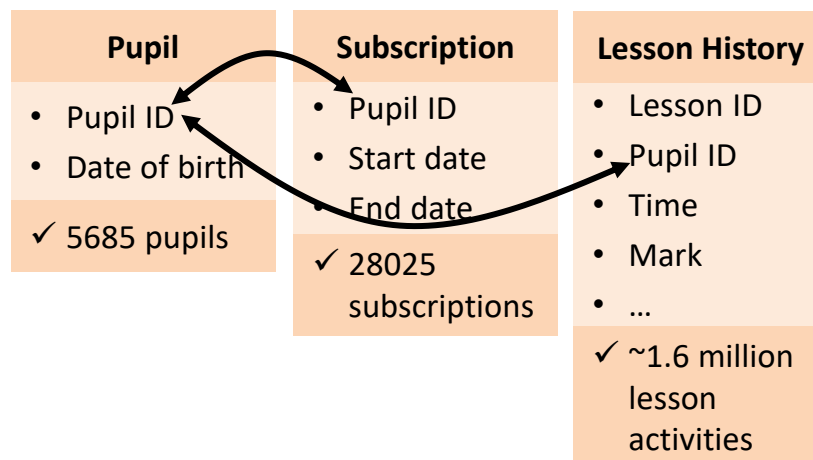 Pupil
• Pupil ID
• Date of birth
✓ 5685 pupils
Subscription
• Pupil ID
• Start date
• End date
✓ 28025
subscriptions
Lesson History
• Lesson ID
• Pupil ID
• Time
• Mark
• ...
✓ ~1.6 million
lesson
activities